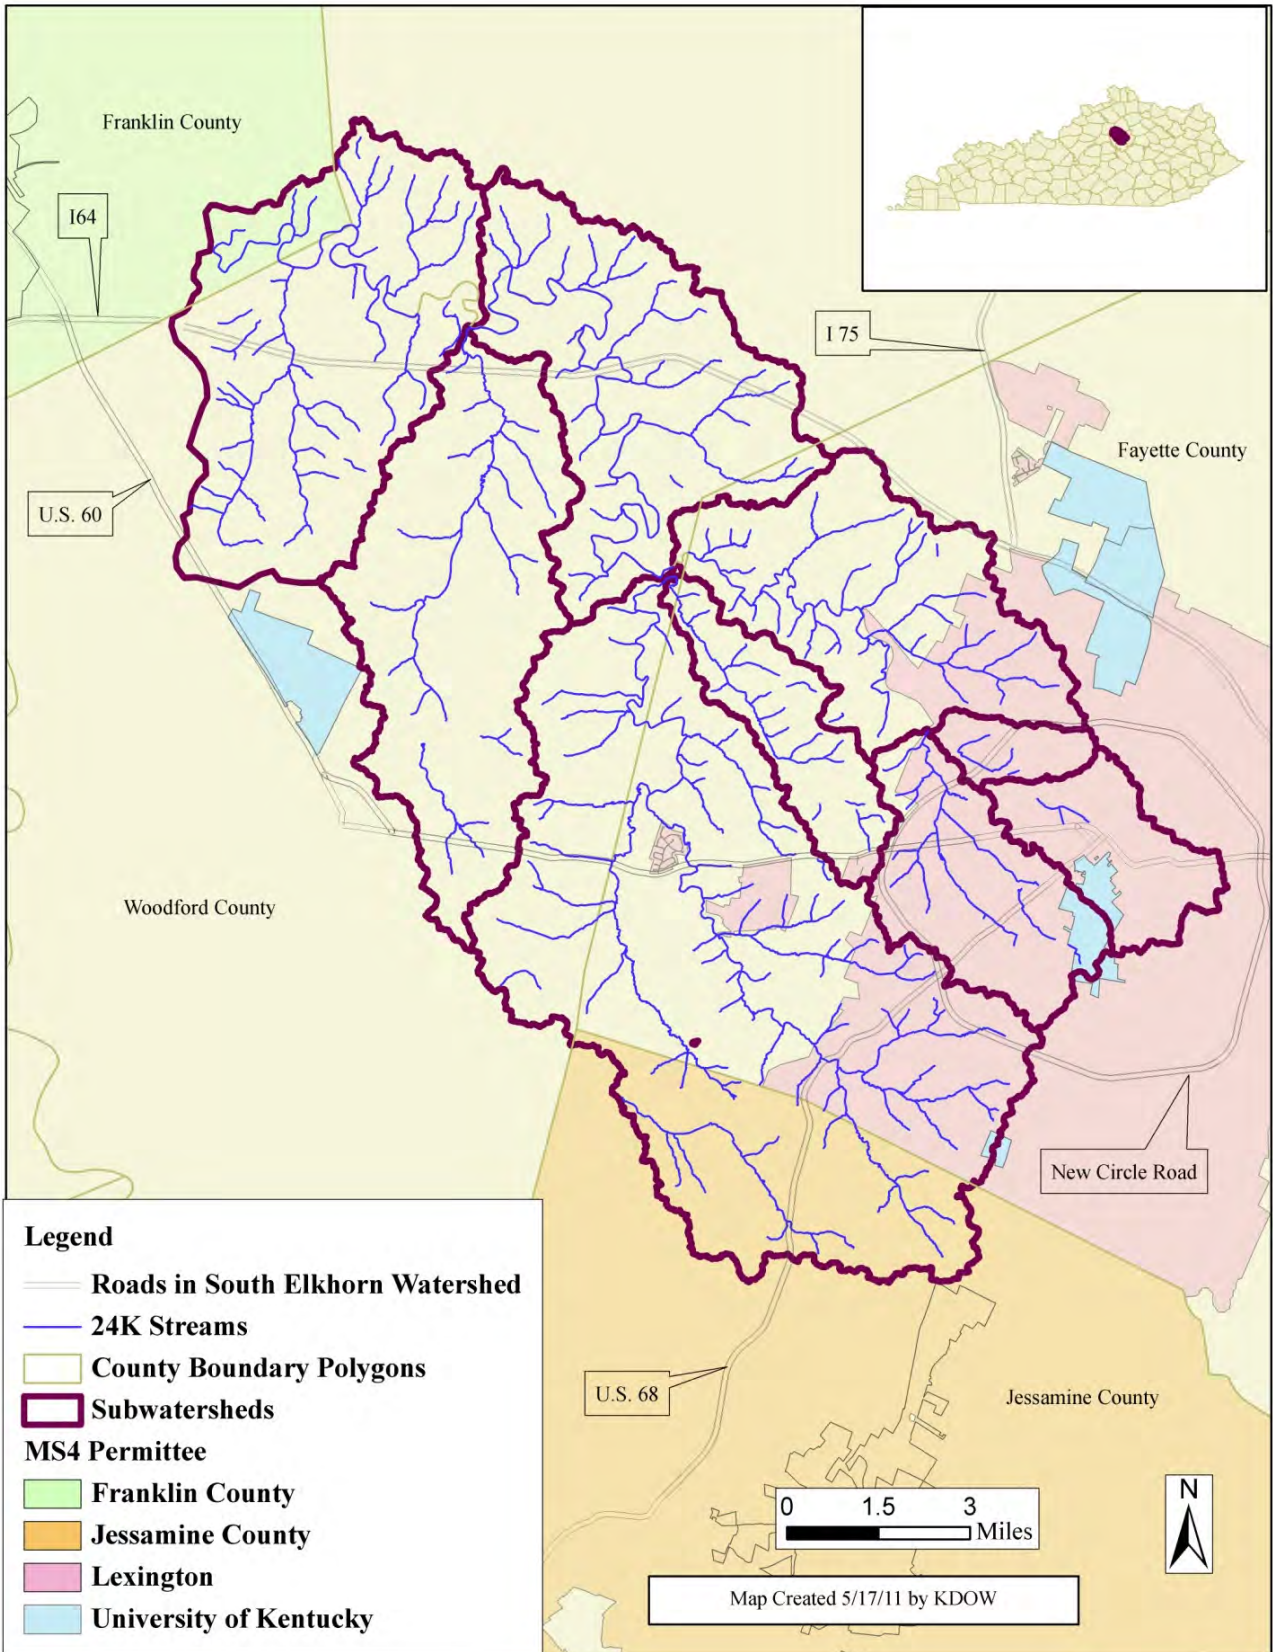 Franklin County
I64
I 75
Fayette County
U.S. 60
Woodford County
New Circle Road
U.S. 68
Jessamine County
Legend
Roads in South Elkhorn Watershed
24K Streams
County Boundary Polygons
Subwatersheds
MS4 Permittee
Franklin County
Jessamine County
Lexington
University of Kentucky
0 1.5 3
Miles
N
Map Created 5/17/11 by KDOW